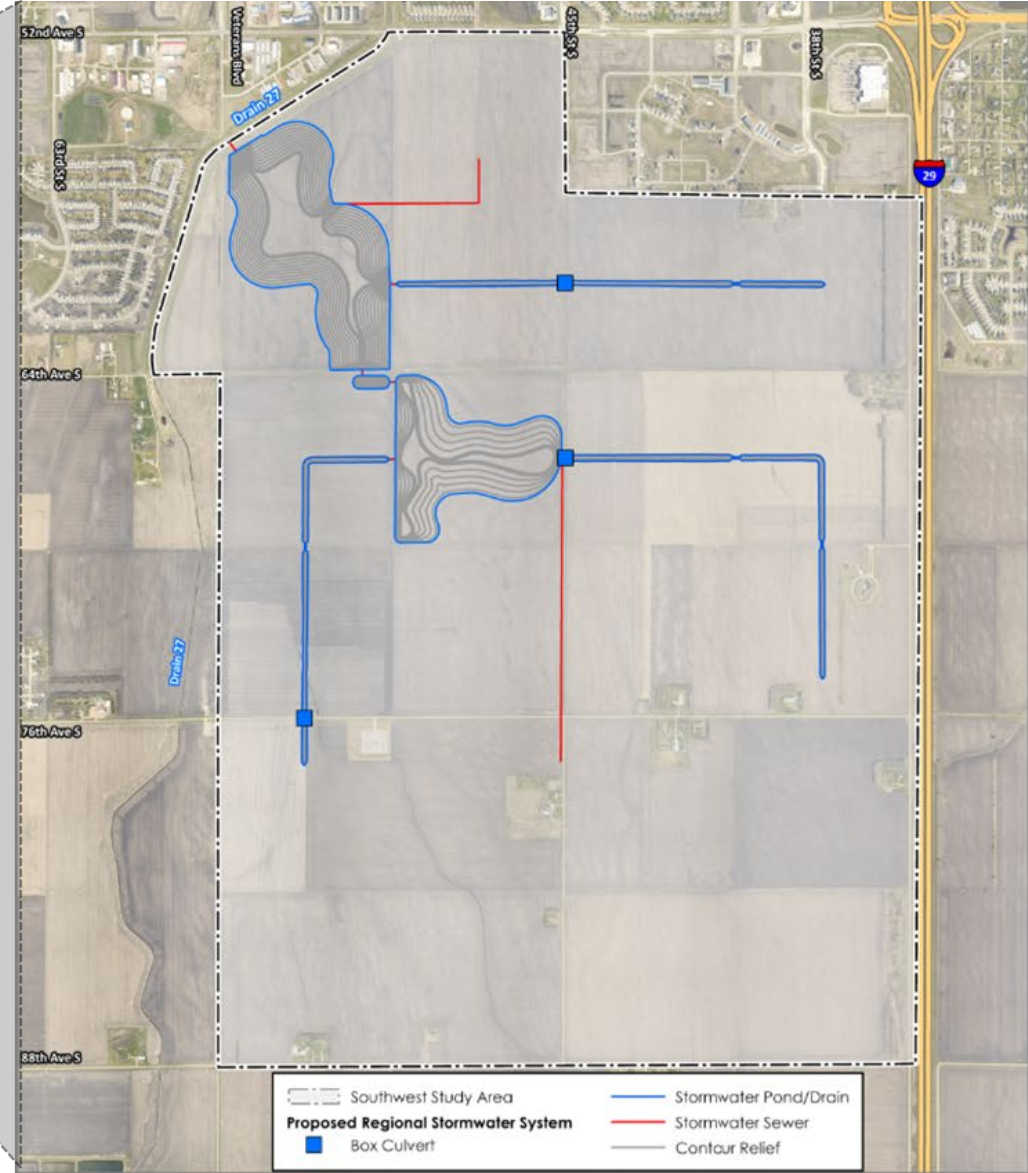 52nd Ave S
Veterans Blvd
45th St S
38th St S
Drain 27
63rd St S
29
64th Ave S
Drain 27
76th Ave S
88th Ave S
Southwest Study Area
Proposed Regional Stormwater System
Box Culvert
Stormwater Pond/Drain
Stormwater Sewer
Contour Relief